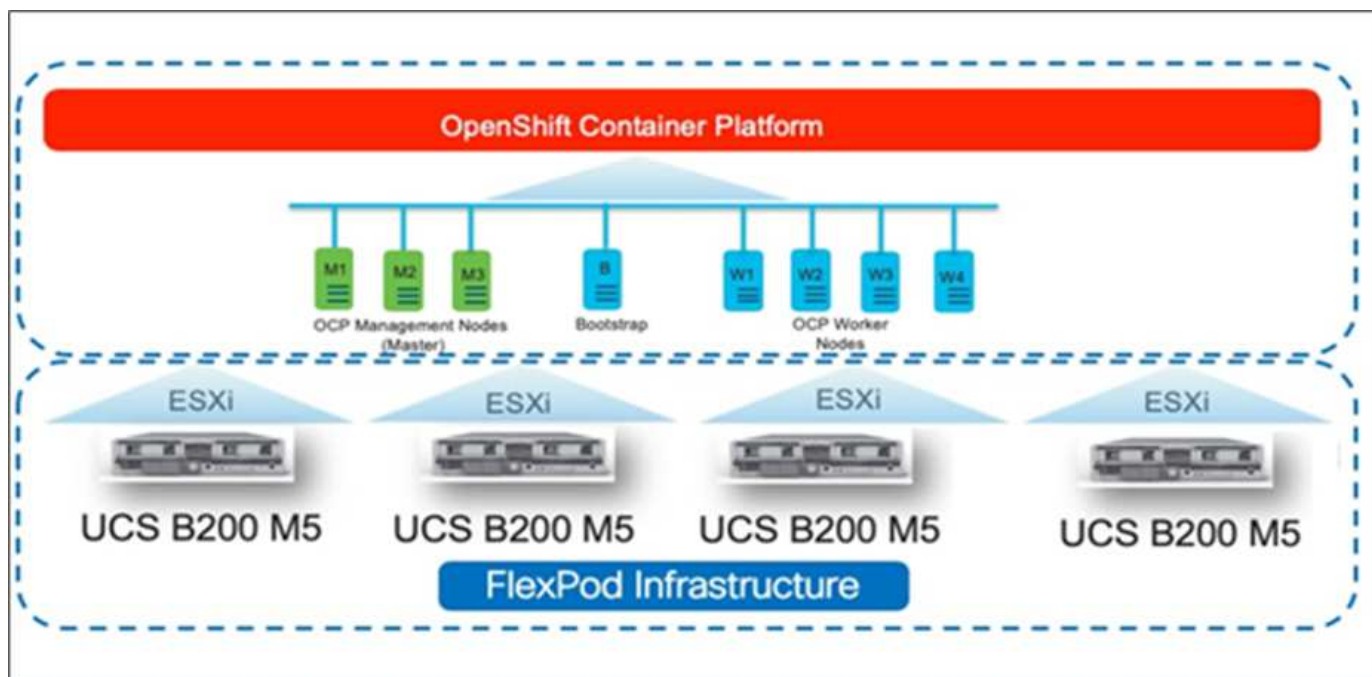 OpenShift Container Platform
M1 M2 M3 B W1 W2 W3 W4
OCP Management Nodes
(Master)
Bootstrap
OCP Worker
Nodes
ESXi ESXi ESXi ESXi
UCS B200 M5 UCS B200 M5 UCS B200 M5 UCS B200 M5
FlexPod Infrastructure